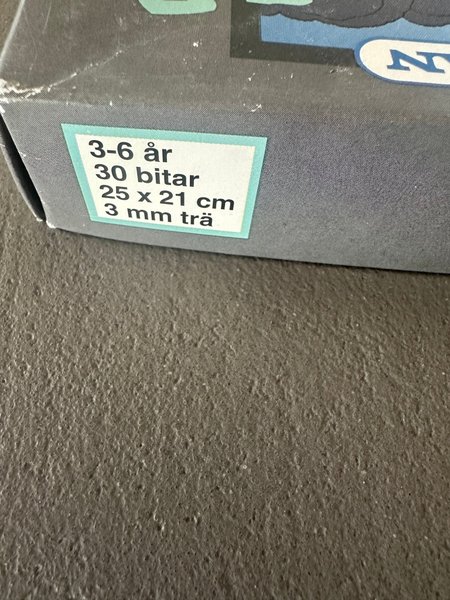 3-6 år
30 bitar
25 x 21 cm
3 mm trä